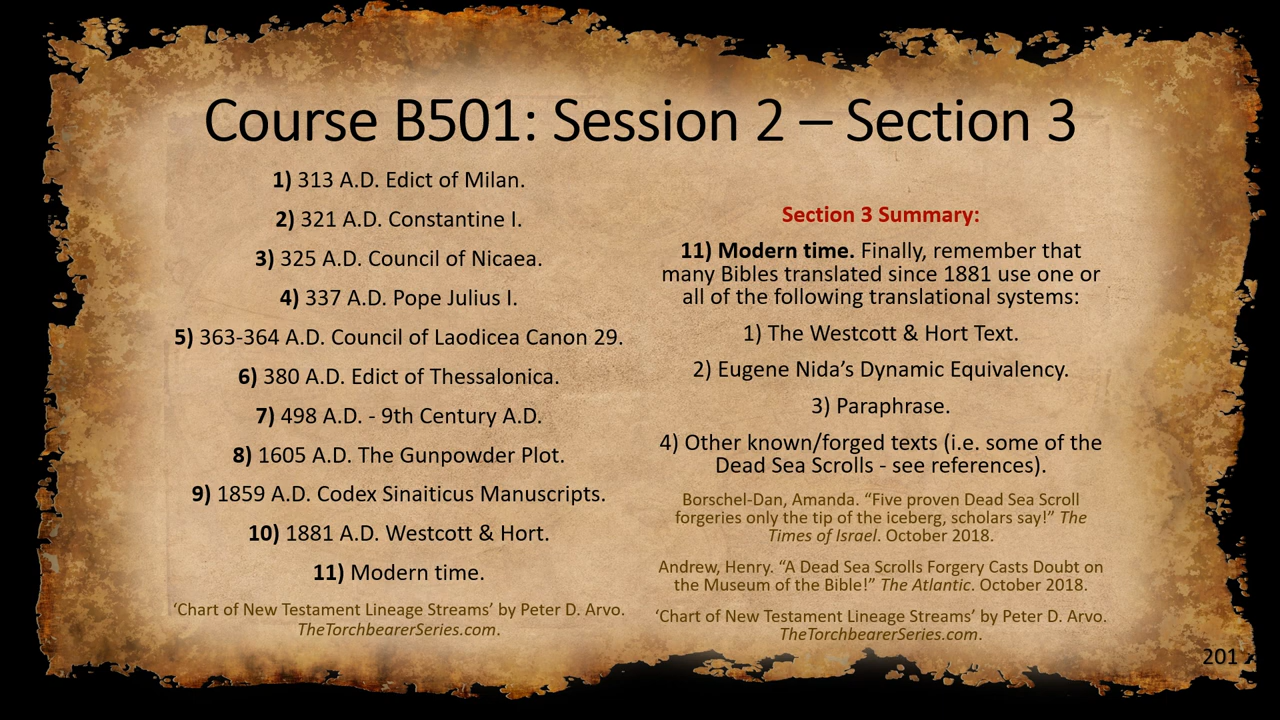 Course B501: Session 2 – Section 3
1) 313 A.D. Edict of Milan.
2) 321 A.D. Constantine I.
3) 325 A.D. Council of Nicaea.
4) 337 A.D. Pope Julius I.
5) 363-364 A.D. Council of Laodicea Canon 29.
6) 380 A.D. Edict of Thessalonica.
7) 498 A.D. - 9th Century A.D.
8) 1605 A.D. The Gunpowder Plot.
9) 1859 A.D. Codex Sinaiticus Manuscripts.
10) 1881 A.D. Westcott & Hort.
11) Modern time.
‘Chart of New Testament Lineage Streams’ by Peter D. Arvo.
TheTorchbearerSeries.com.
Section 3 Summary:
11) Modern time. Finally, remember that
many Bibles translated since 1881 use one or
all of the following translational systems:
1) The Westcott & Hort Text.
2) Eugene Nida’s Dynamic Equivalency.
3) Paraphrase.
4) Other known/forged texts (i.e. some of the
Dead Sea Scrolls - see references).
Borschel-Dan, Amanda. “Five proven Dead Sea Scroll
forgeries only the tip of the iceberg, scholars say!” The
Times of Israel. October 2018.
Andrew, Henry. “A Dead Sea Scrolls Forgery Casts Doubt on
the Museum of the Bible!” The Atlantic. October 2018.
‘Chart of New Testament Lineage Streams’ by Peter D. Arvo.
TheTorchbearerSeries.com.
201